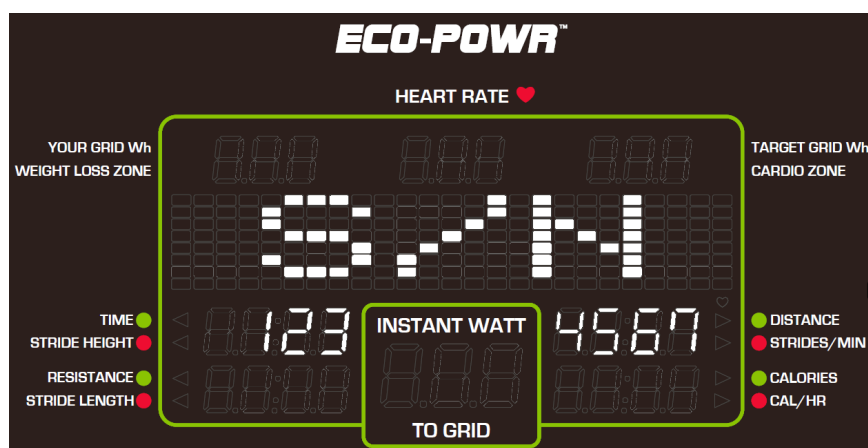 ECO-POWR™
HEART RATE
YOUR GRID Wh
WEIGHT LOSS ZONE
TARGET GRID Wh
CARDIO ZONE
S/N
TIME
STRIDE HEIGHT
123
INSTANT WATT
4567
DISTANCE
STRIDES/MIN
RESISTANCE
STRIDE LENGTH
CALORIES
CAL/HR
TO GRID